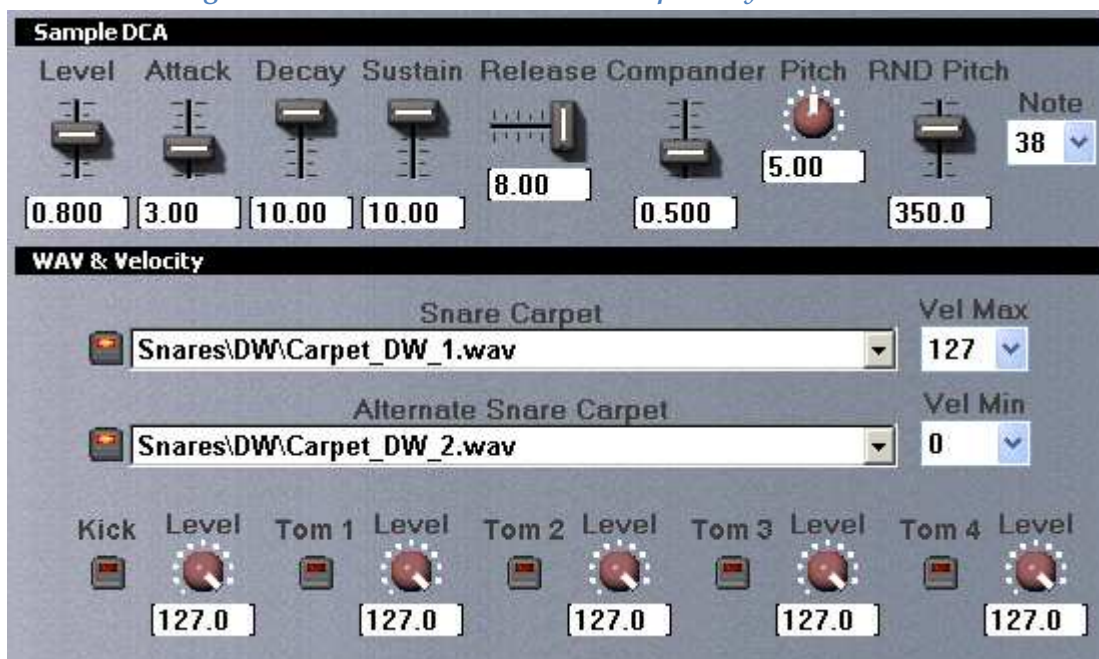 Sample DCA
Level Attack Decay Sustain Release Compander Pitch RND Pitch
Note
38
5.00
8.00
0.800 3.00 10.00 10.00 0.500 350.0
WAV & Velocity
Snare Carpet Vel Max
Snares\DW\Carpet_DW_1.wav 127
Alternate Snare Carpet Vel Min
Snares\DW\Carpet_DW_2.wav 0
Kick Level Tom 1 Level Tom 2 Level Tom 3 Level Tom 4 Level
127.0 127.0 127.0 127.0 127.0